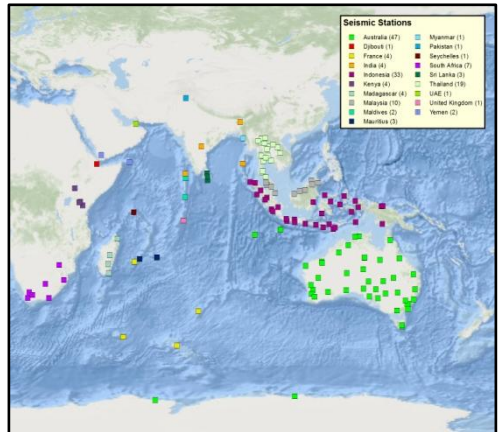 Seismic Stations
Australia (47)
Djibouti (1)
France (4)
India (4)
Indonesia (33)
Kenya (4)
Madagascar (4)
Malaysia (10)
Maldives (2)
Mauritius (3)
Myanmar (1)
Pakistan (1)
Seychelles (1)
South Africa (7)
Sri Lanka (3)
Thailand (19)
UAE (1)
United Kingdom (1)
Yemen (2)